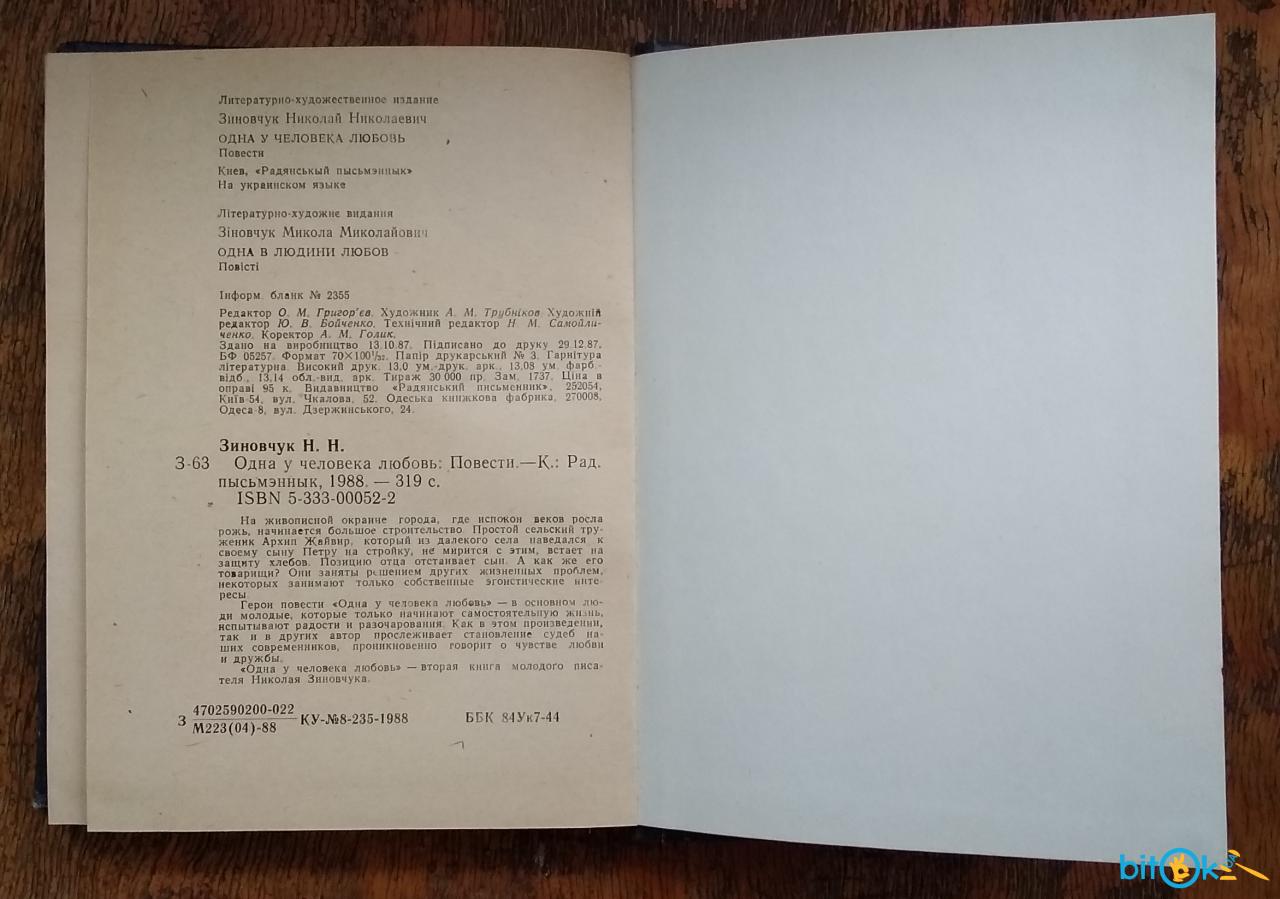 Литературно-художественное издание
Зиновчук Николай Николаевич
ОДНА У ЧЕЛОВЕКА ЛЮБОВЬ
Повести
Киев, «Радянськый пысьмэннык»
На украинском языке
Літературно-художнє видання
Зіновчук Микола Миколайович
ОДНА В ЛЮДИНИ ЛЮБОВ
Повісті
Інформ. бланк № 2355
Редактор О. М. Григор'єв. Художник А. М. Трубніков. Художній
редактор Ю. В. Бойченко. Технічний редактор Н. М. Самойли-
ченко. Коректор А. М. Голик.
Здано на виробництво 13.10.87. Підписано до друку 29.12.87.
БФ 05257. Формат 70×100¹/₃₂. Папір друкарський № 3. Гарнітура
літературна. Високий друк. 13,0 ум.-друк. арк., 13,08 ум. фарб.-
відб., 13,14 обл.-вид. арк. Тираж 30 000 пр. Зам. 1737. Ціна в
оправі 95 к. Видавництво «Радянський письменник», 252054,
Київ-54, вул. Чкалова, 52. Одеська книжкова фабрика, 270008,
Одеса-8, вул. Дзержинського, 24.
Зиновчук Н. Н.
З-63 Одна у человека любовь: Повести.—К.: Рад.
пысьмэннык, 1988. — 319 с.
ISBN 5-333-00052-2
На живописной окраине города, где испокон веков росла
рожь, начинается большое строительство. Простой сельский тру-
женик Архип Жайвир, который из далекого села наведался к
своему сыну Петру на стройку, не мирится с этим, встает на
защиту хлебов. Позицию отца отстаивает сын. А как же его
товарищи? Они заняты решением других жизненных проблем,
некоторых занимают только собственные эгоистические инте-
ресы.
Герои повести «Одна у человека любовь» — в основном лю-
ди молодые, которые только начинают самостоятельную жизнь,
испытывают радости и разочарования. Как в этом произведении,
так и в других автор прослеживает становление судеб на-
ших современников, проникновенно говорит о чувстве любви
и дружбы.
«Одна у человека любовь» — вторая книга молодого писа-
теля Николая Зиновчука.
З 4702590200-022
М223(04)-88 КУ-№8-235-1988 ББК 84Ук7-44
bitOk